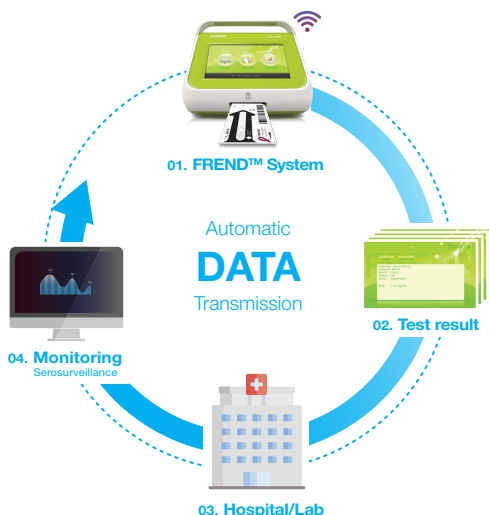 01. FREND™ System
Automatic
DATA
Transmission
02. Test result
04. Monitoring
Serosurveillance
03. Hospital/Lab